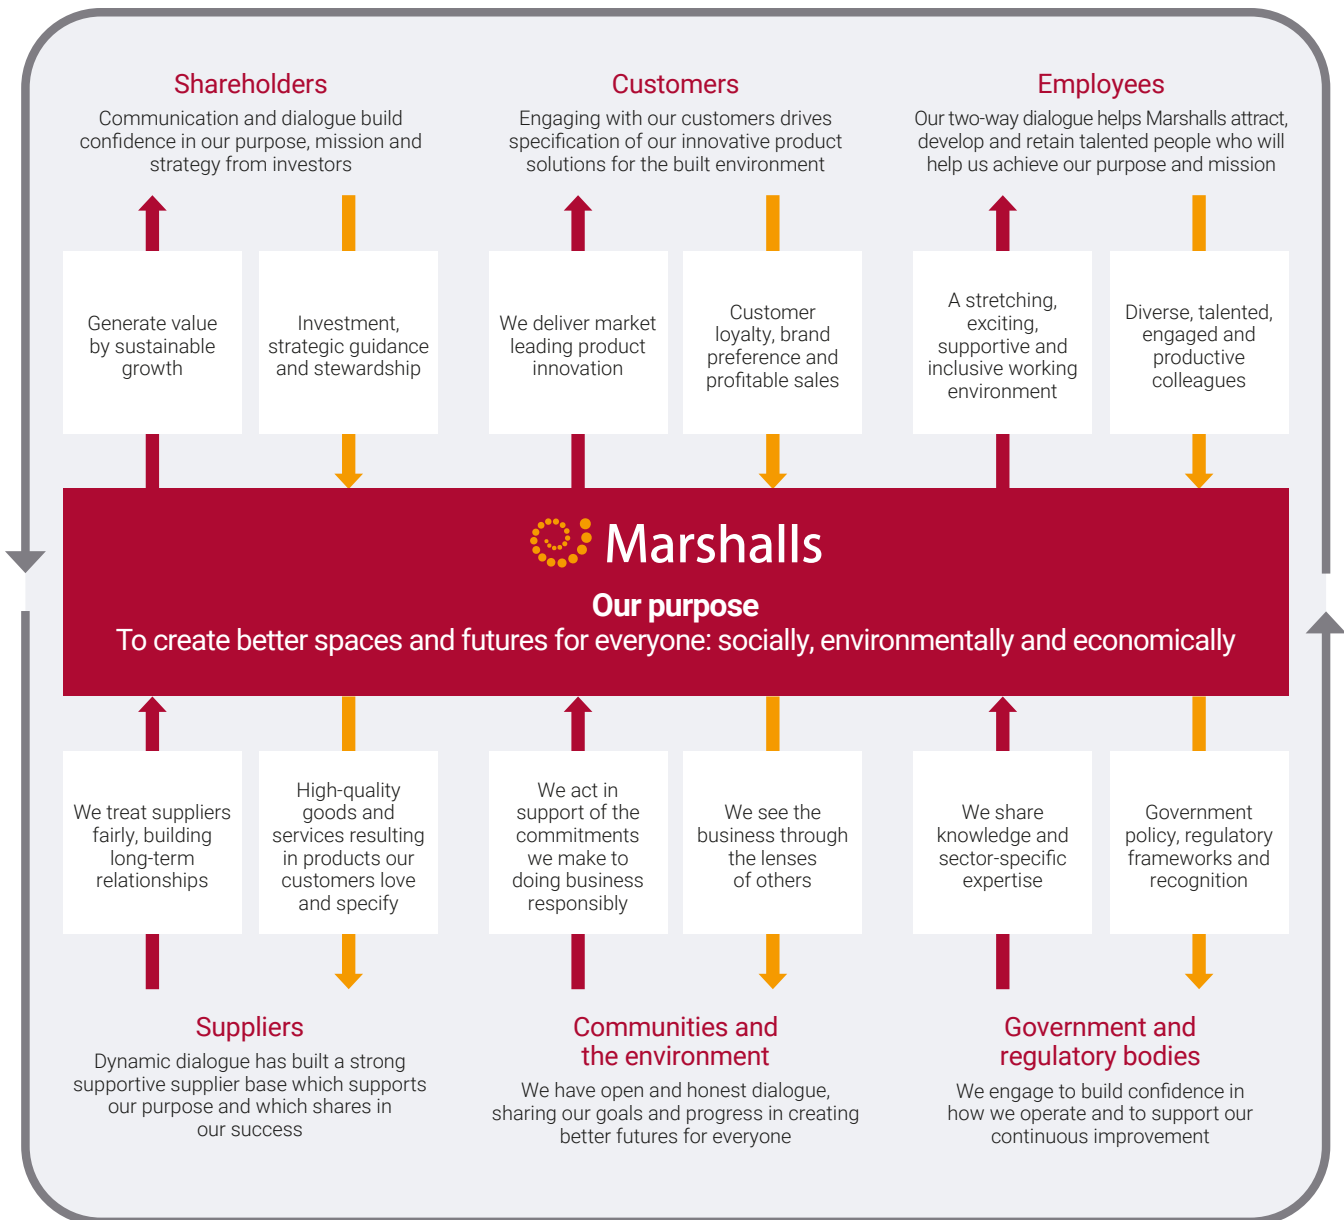 Shareholders
Communication and dialogue build
confidence in our purpose, mission and
strategy from investors
Customers
Engaging with our customers drives
specification of our innovative product
solutions for the built environment
Employees
Our two-way dialogue helps Marshalls attract,
develop and retain talented people who will
help us achieve our purpose and mission
Generate value
by sustainable
growth
Investment,
strategic guidance
and stewardship
We deliver market
leading product
innovation
Customer
loyalty, brand
preference and
profitable sales
A stretching,
exciting,
supportive and
inclusive working
environment
Diverse, talented,
engaged and
productive
colleagues
Marshalls
Our purpose
To create better spaces and futures for everyone: socially, environmentally and economically
We treat suppliers
fairly, building
long-term
relationships
High-quality
goods and
services resulting
in products our
customers love
and specify
We act in
support of the
commitments
we make to
doing business
responsibly
We see the
business through
the lenses
of others
We share
knowledge and
sector-specific
expertise
Government
policy, regulatory
frameworks and
recognition
Suppliers
Dynamic dialogue has built a strong
supportive supplier base which supports
our purpose and which shares in
our success
Communities and
the environment
We have open and honest dialogue,
sharing our goals and progress in creating
better futures for everyone
Government and
regulatory bodies
We engage to build confidence in
how we operate and to support our
continuous improvement